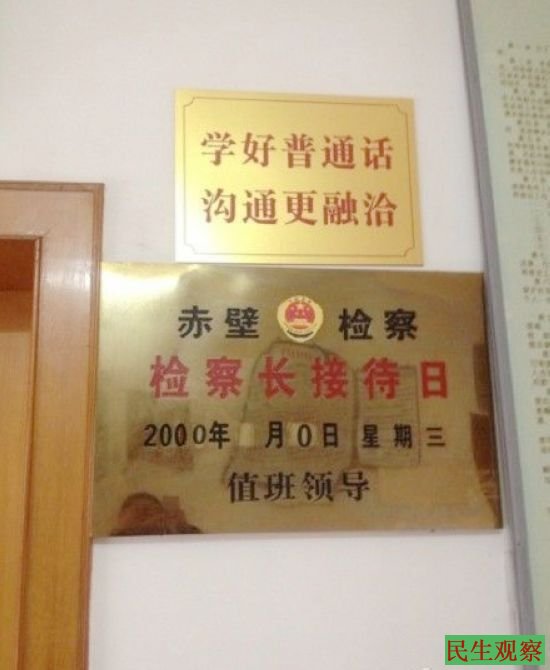 学好普通话
沟通更融洽
赤壁 检察
检察长接待日
2000年 月0日 星期三
值班领导
民生观察